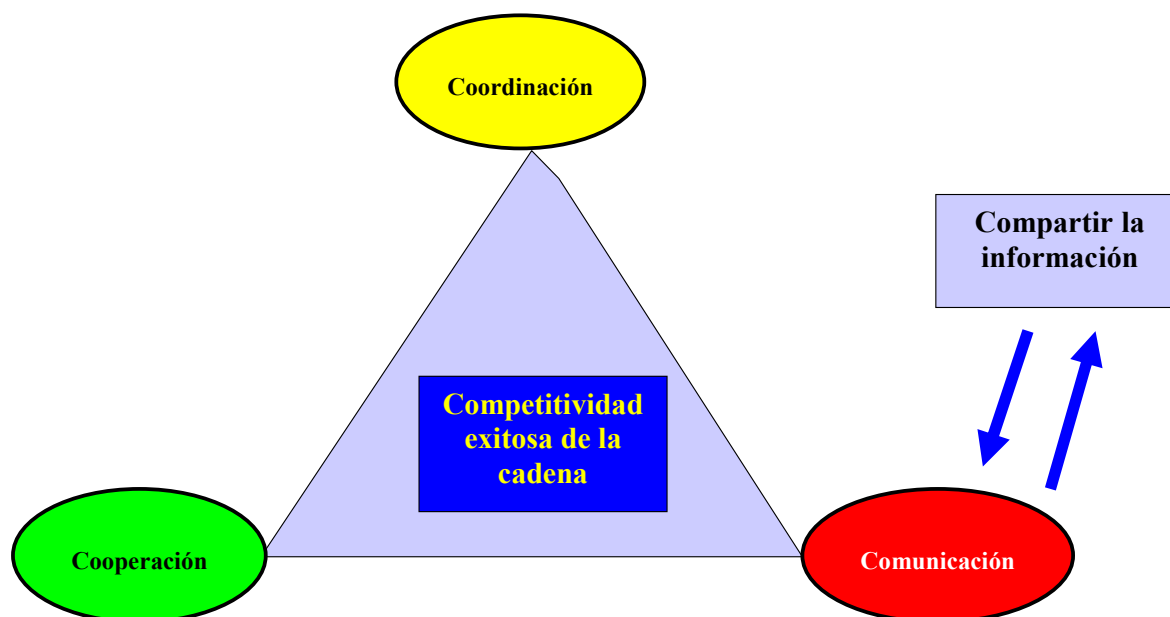 Coordinación
Compartir la
información
Competitividad
exitosa de la
cadena
Cooperación
Comunicación